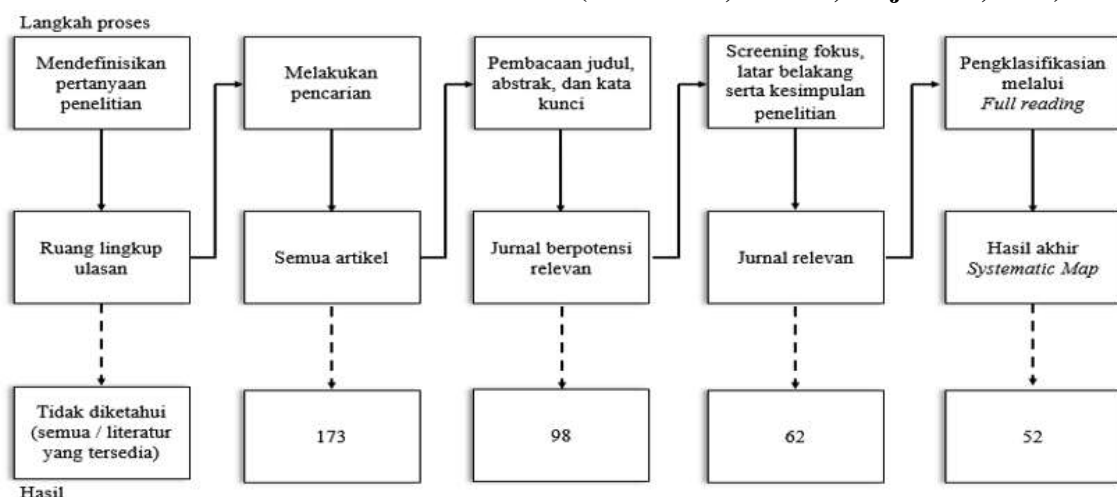 Langkah proses
Mendefinisikan
pertanyaan
penelitian
Melakukan
pencarian
Pembacaan judul,
abstrak, dan kata
kunci
Screening fokus,
latar belakang
serta kesimpulan
penelitian
Pengklasifikasian
melalui
Full reading
Ruang lingkup
ulasan
Semua artikel
Jurnal berpotensi
relevan
Jurnal relevan
Hasil akhir
Systematic Map
Tidak diketahui
(semua / literatur
yang tersedia)
173
98
62
52
Hasil